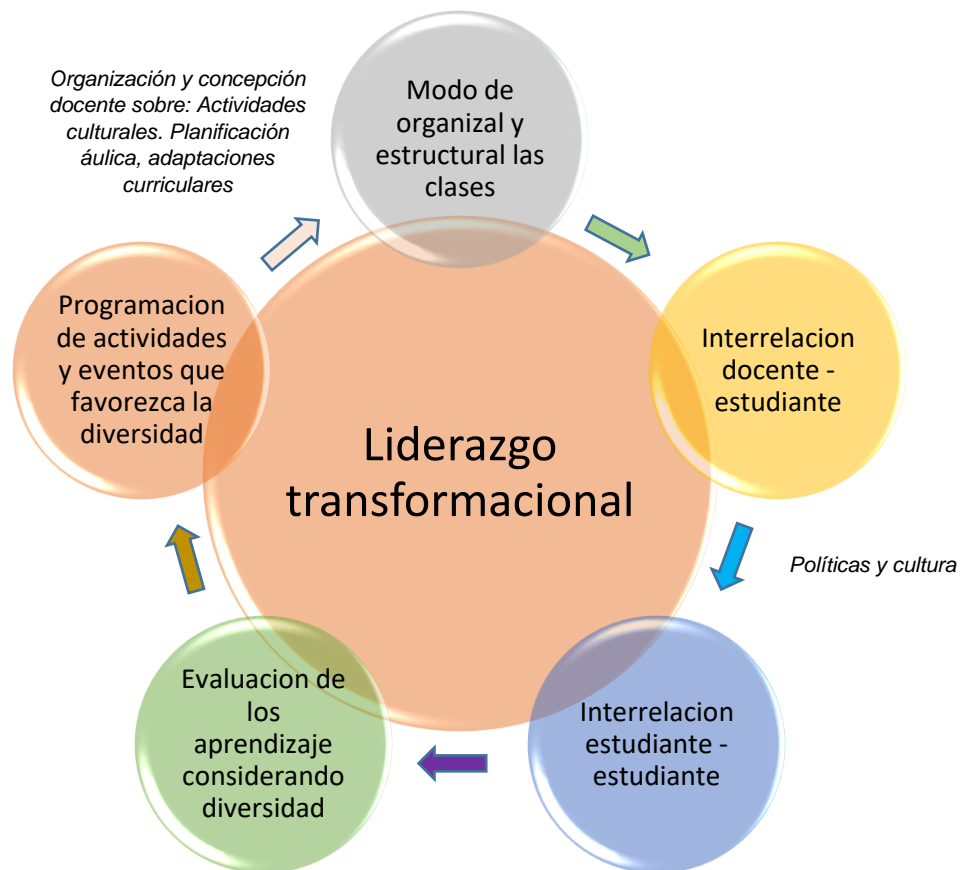 Organización y concepción
docente sobre: Actividades
culturales. Planificación
áulica, adaptaciones
curriculares
Modo de
organizal y
estructural las
clases
Programacion
de actividades
y eventos que
favorezca la
diversidad
Interrelacion
docente -
estudiante
Liderazgo
transformacional
Políticas y cultura
Evaluacion de
los
aprendizaje
considerando
diversidad
Interrelacion
estudiante -
estudiante